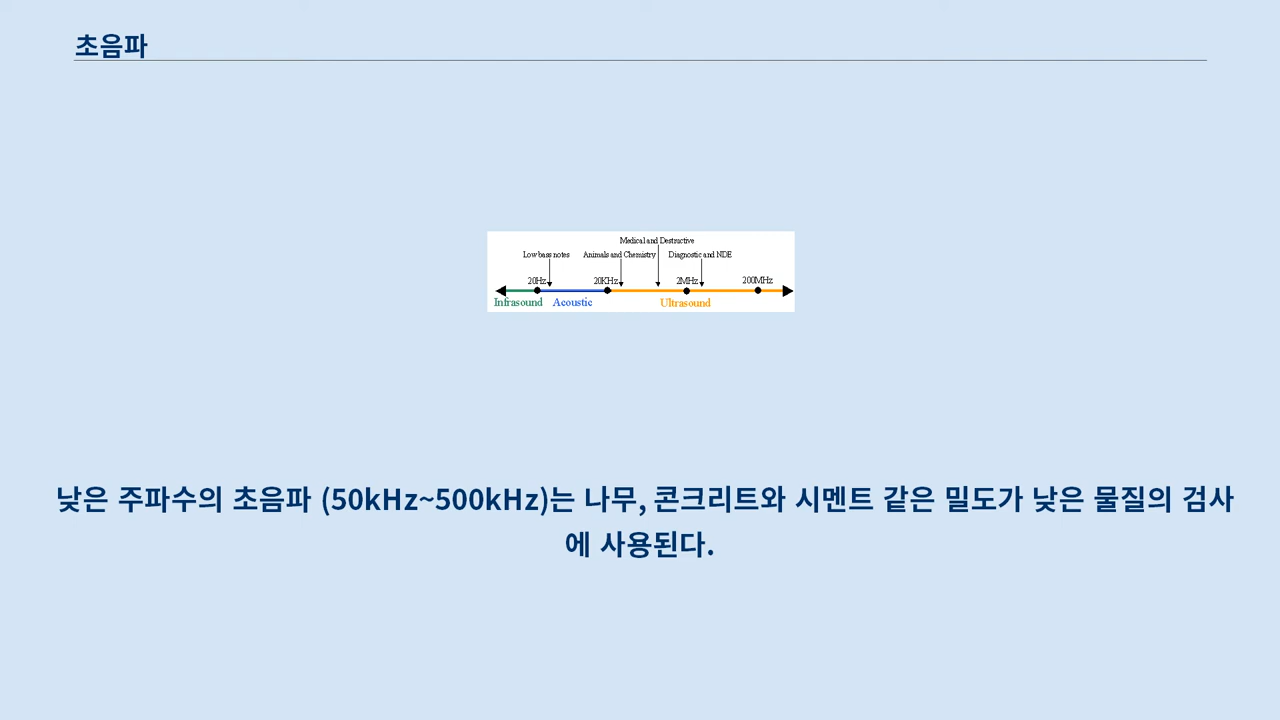 초음파
Medical and Destructive
Low bass notes Animals and Chemistry Diagnostic and NDE
20Hz 20KHz 2MHz 200MHz
Infrasound Acoustic Ultrasound
낮은 주파수의 초음파 (50kHz~500kHz)는 나무, 콘크리트와 시멘트 같은 밀도가 낮은 물질의 검사
에 사용된다.